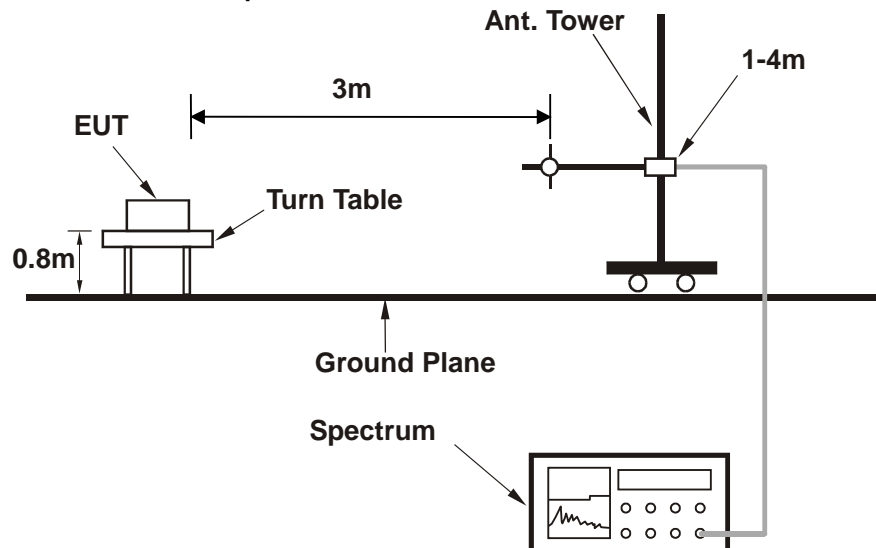 Ant. Tower
1-4m
3m
EUT
Turn Table
0.8m
Ground Plane
Spectrum